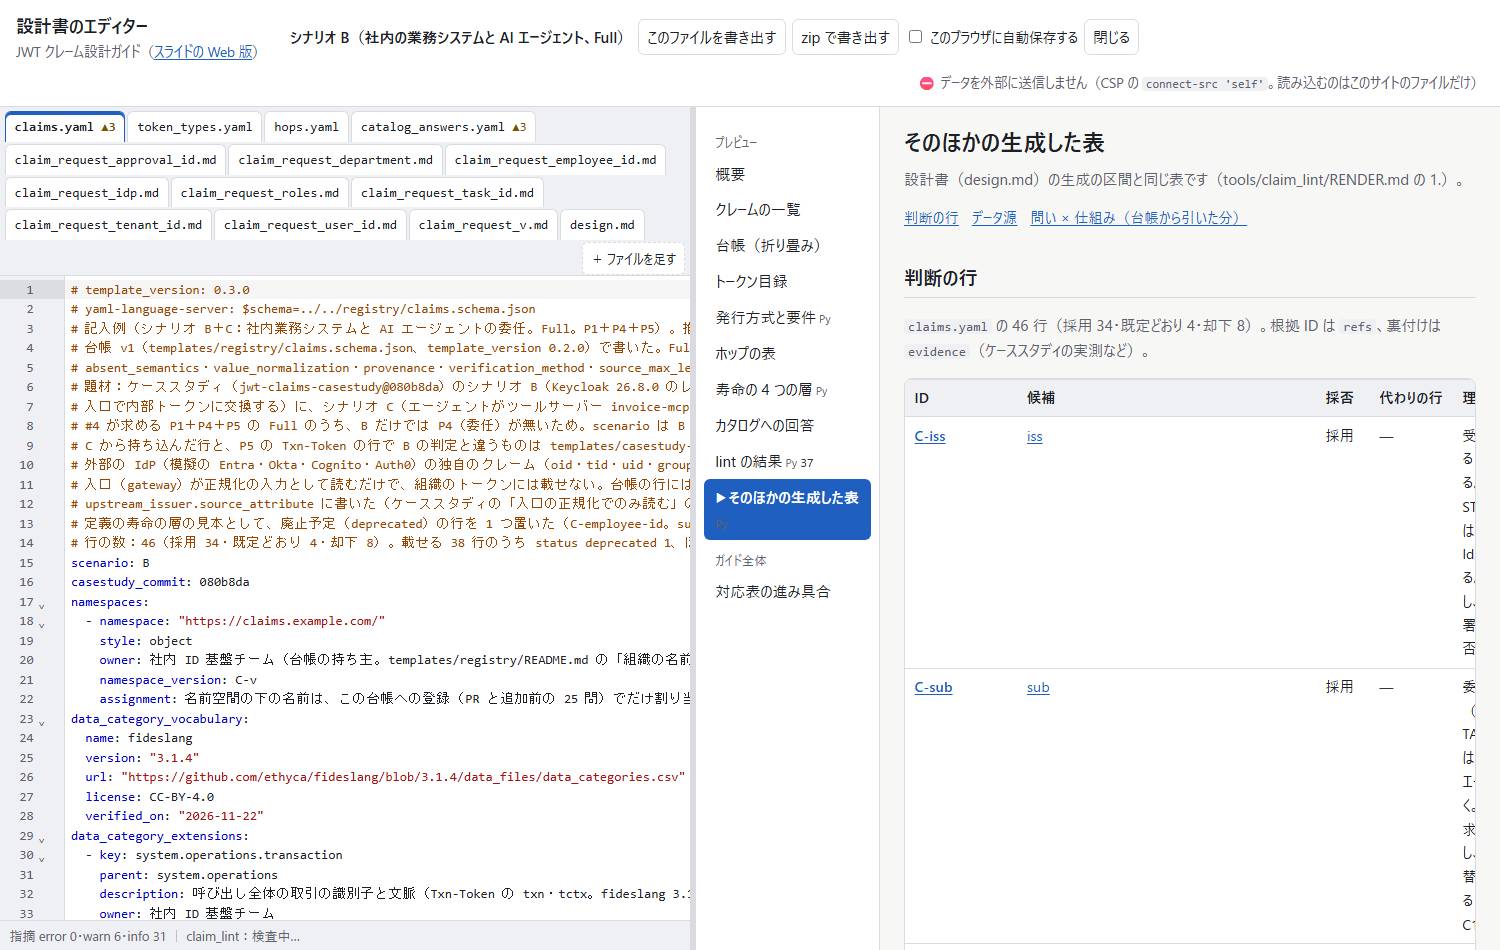 設計書のエディター
JWT クレーム設計ガイド（スライドの Web 版）
シナリオ B（社内の業務システムと AI エージェント、Full）
このファイルを書き出す
zip で書き出す
このブラウザに自動保存する
閉じる
⛔ データを外部に送信しません（CSP の connect-src 'self'。読み込むのはこのサイトのファイルだけ）
claims.yaml ▲3
token_types.yaml
hops.yaml
catalog_answers.yaml ▲3
claim_request_approval_id.md
claim_request_department.md
claim_request_employee_id.md
claim_request_idp.md
claim_request_roles.md
claim_request_task_id.md
claim_request_tenant_id.md
claim_request_user_id.md
claim_request_v.md
design.md
＋ ファイルを足す
1 # template_version: 0.3.0
2 # yaml-language-server: $schema=../../registry/claims.schema.json
3 # 記入例（シナリオ B＋C：社内業務システムと AI エージェントの委任。Full。P1＋P4＋P5）。
4 # 台帳 v1（templates/registry/claims.schema.json、template_version 0.2.0）で書いた。Ful
5 # absent_semantics・value_normalization・provenance・verification_method・source_max_le
6 # 題材：ケーススタディ（jwt-claims-casestudy@080b8da）のシナリオ B（Keycloak 26.8.0 のレ
7 # 入口で内部トークンに交換する）に、シナリオ C（エージェントがツールサーバー invoice-mcp
8 # #4 が求める P1＋P4＋P5 の Full のうち、B だけでは P4（委任）が無いため。scenario は B
9 # C から持ち込んだ行と、P5 の Txn-Token の行で B の判定と違うものは templates/casestudy-
10 # 外部の IdP（模擬の Entra・Okta・Cognito・Auth0）の独自のクレーム（oid・tid・uid・group
11 # 入口（gateway）が正規化の入力として読むだけで、組織のトークンには載せない。台帳の行には
12 # upstream_issuer.source_attribute に書いた（ケーススタディの「入口の正規化でのみ読む」の
13 # 定義の寿命の層の見本として、廃止予定（deprecated）の行を 1 つ置いた（C-employee-id。su
14 # 行の数：46（採用 34・既定どおり 4・却下 8）。載せる 38 行のうち status deprecated 1、
15 scenario: B
16 casestudy_commit: 080b8da
17 namespaces:
18 - namespace: "https://claims.example.com/"
19 style: object
20 owner: 社内 ID 基盤チーム（台帳の持ち主。templates/registry/README.md の「組織の名前
21 namespace_version: C-v
22 assignment: 名前空間の下の名前は、この台帳への登録（PR と追加前の 25 問）でだけ割り当
23 data_category_vocabulary:
24 name: fideslang
25 version: "3.1.4"
26 url: "https://github.com/ethyca/fideslang/blob/3.1.4/data_files/data_categories.csv"
27 license: CC-BY-4.0
28 verified_on: "2026-11-22"
29 data_category_extensions:
30 - key: system.operations.transaction
31 parent: system.operations
32 description: 呼び出し全体の取引の識別子と文脈（Txn-Token の txn・tctx。fideslang 3.1
33 owner: 社内 ID 基盤チーム
指摘 error 0・warn 6・info 31
claim_lint：検査中…
プレビュー
概要
クレームの一覧
台帳（折り畳み）
トークン目録
発行方式と要件 Py
ホップの表
寿命の 4 つの層 Py
カタログへの回答
lint の結果 Py 37
▶そのほかの生成した表
Py
ガイド全体
対応表の進み具合
そのほかの生成した表
設計書（design.md）の生成の区間と同じ表です（tools/claim_lint/RENDER.md の 1.）。
判断の行 データ源 問い × 仕組み（台帳から引いた分）
判断の行
claims.yaml の 46 行（採用 34・既定どおり 4・却下 8）。根拠 ID は refs、裏付けは
evidence（ケーススタディの実測など）。
ID 候補 採否 代わりの行 理
C-iss iss 採用 —
受
る
る。
ST
は
Id
る。
し、
署
否
C-sub sub 採用 —
委
（
TA
は
エー
く。
求
し、
替
る
C1